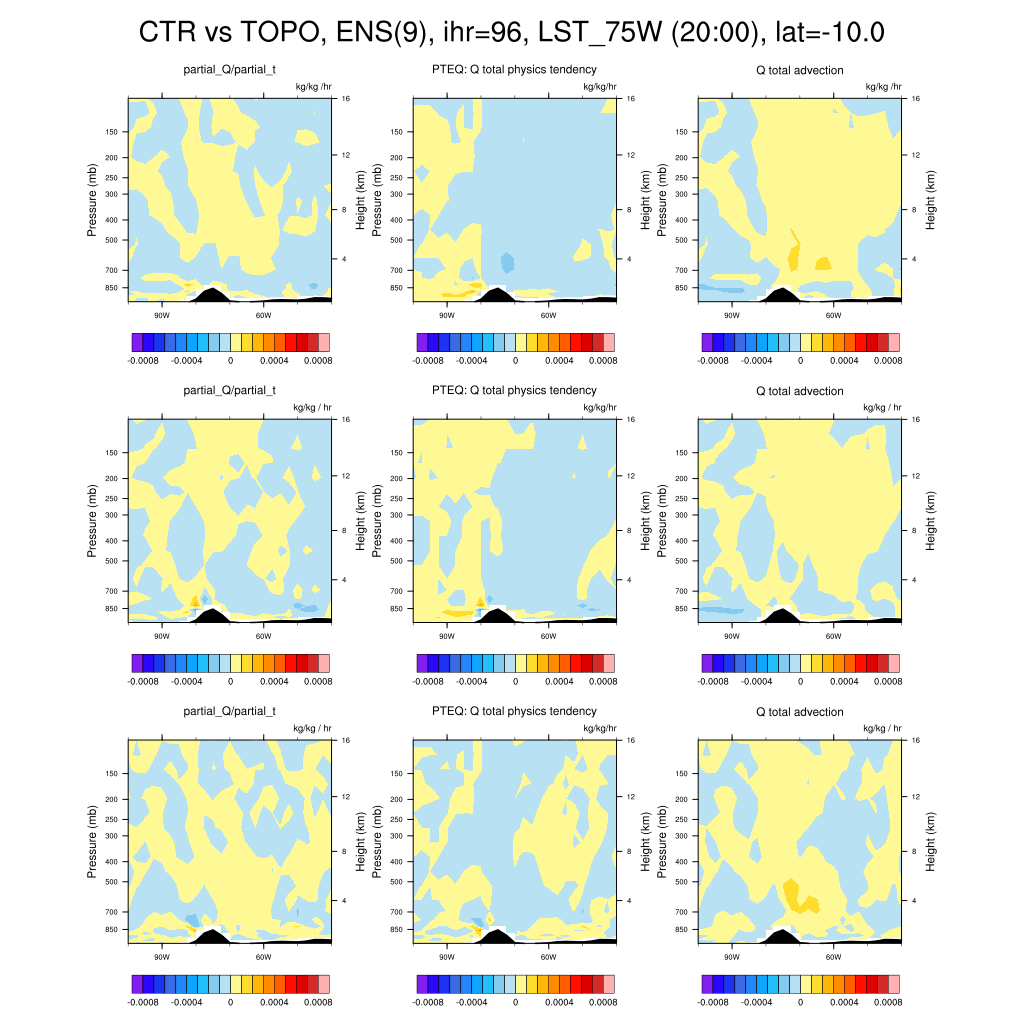 CTR vs TOPO, ENS(9), ihr=96, LST_75W (20:00), lat=-10.0
partial_Q/partial_t
PTEQ: Q total physics tendency
Q total advection
kg/kg /hr
kg/kg/hr
kg/kg /hr
Pressure (mb)
150
200
250
300
400
500
700
850
16
12
8
4
Height (km)
90W
60W
-0.0008 -0.0004 0 0.0004 0.0008
Pressure (mb)
150
200
250
300
400
500
700
850
16
12
8
4
Height (km)
90W
60W
-0.0008 -0.0004 0 0.0004 0.0008
Pressure (mb)
150
200
250
300
400
500
700
850
16
12
8
4
Height (km)
90W
60W
-0.0008 -0.0004 0 0.0004 0.0008
partial_Q/partial_t
PTEQ: Q total physics tendency
Q total advection
kg/kg / hr
kg/kg/hr
kg/kg / hr
Pressure (mb)
150
200
250
300
400
500
700
850
16
12
8
4
Height (km)
90W
60W
-0.0008 -0.0004 0 0.0004 0.0008
Pressure (mb)
150
200
250
300
400
500
700
850
16
12
8
4
Height (km)
90W
60W
-0.0008 -0.0004 0 0.0004 0.0008
Pressure (mb)
150
200
250
300
400
500
700
850
16
12
8
4
Height (km)
90W
60W
-0.0008 -0.0004 0 0.0004 0.0008
partial_Q/partial_t
PTEQ: Q total physics tendency
Q total advection
kg/kg / hr
kg/kg/hr
kg/kg / hr
Pressure (mb)
150
200
250
300
400
500
700
850
16
12
8
4
Height (km)
90W
60W
-0.0008 -0.0004 0 0.0004 0.0008
Pressure (mb)
150
200
250
300
400
500
700
850
16
12
8
4
Height (km)
90W
60W
-0.0008 -0.0004 0 0.0004 0.0008
Pressure (mb)
150
200
250
300
400
500
700
850
16
12
8
4
Height (km)
90W
60W
-0.0008 -0.0004 0 0.0004 0.0008